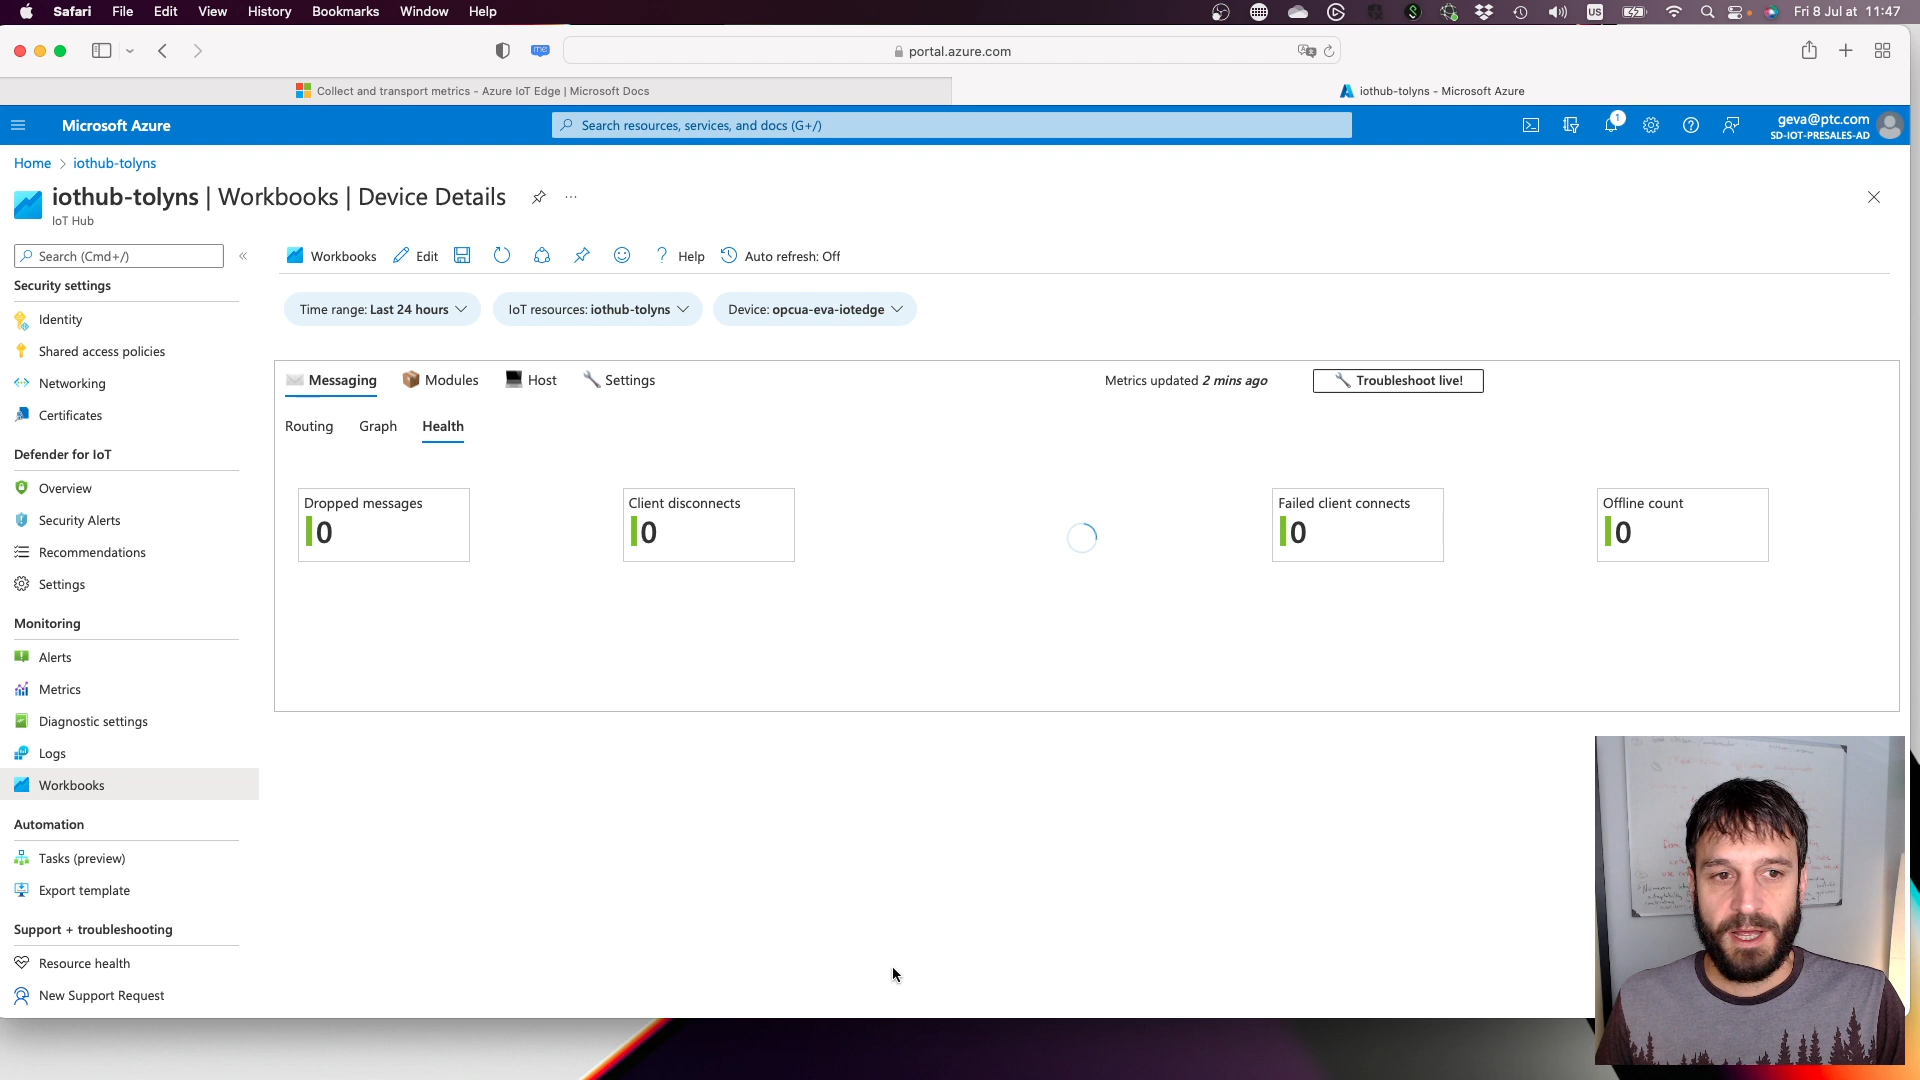 Safari File Edit View History Bookmarks Window Help
US
Fri 8 Jul at 11:47
me
portal.azure.com
Collect and transport metrics - Azure IoT Edge | Microsoft Docs
iothub-tolyns - Microsoft Azure
Microsoft Azure
Search resources, services, and docs (G+/)
1
geva@ptc.com
SD-IOT-PRESALES-AD
Home > iothub-tolyns
iothub-tolyns | Workbooks | Device Details
IoT Hub
Search (Cmd+/)
Workbooks Edit Help Auto refresh: Off
Security settings
Identity
Shared access policies
Networking
Certificates
Defender for IoT
Overview
Security Alerts
Recommendations
Settings
Monitoring
Alerts
Metrics
Diagnostic settings
Logs
Workbooks
Automation
Tasks (preview)
Export template
Support + troubleshooting
Resource health
New Support Request
Time range: Last 24 hours
IoT resources: iothub-tolyns
Device: opcua-eva-iotedge
Messaging Modules Host Settings
Metrics updated 2 mins ago
Troubleshoot live!
Routing Graph Health
Dropped messages
0
Client disconnects
0
Failed client connects
0
Offline count
0